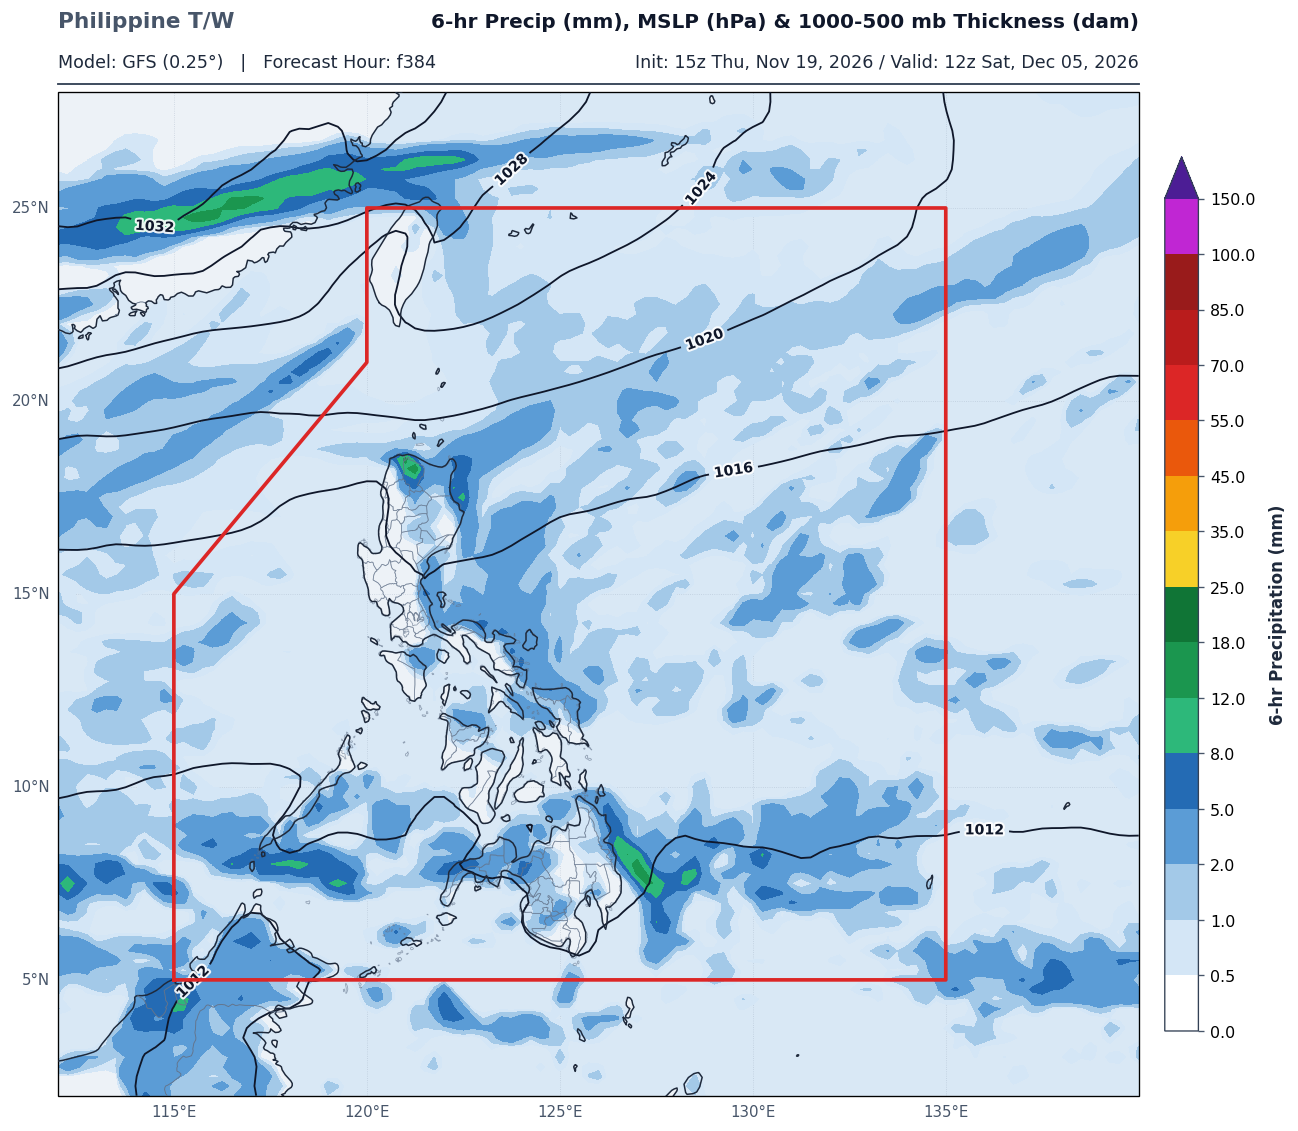 Philippine T/W
6-hr Precip (mm), MSLP (hPa) & 1000-500 mb Thickness (dam)
Model: GFS (0.25°) | Forecast Hour: f384
Init: 15z Thu, Nov 19, 2026 / Valid: 12z Sat, Dec 05, 2026
25°N
20°N
15°N
10°N
5°N
115°E
120°E
125°E
130°E
135°E
1032
1028
1024
1020
1016
1012
1012
150.0
100.0
85.0
70.0
55.0
45.0
35.0
25.0
18.0
12.0
8.0
5.0
2.0
1.0
0.5
0.0
6-hr Precipitation (mm)